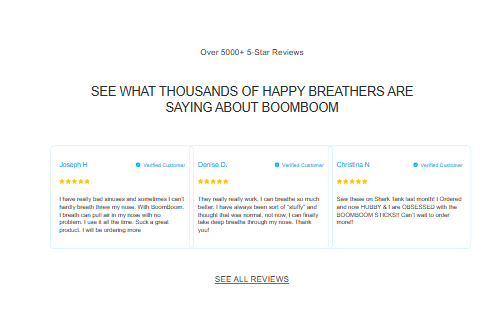 Over 5000+ 5-Star Reviews
SEE WHAT THOUSANDS OF HAPPY BREATHERS ARE
SAYING ABOUT BOOMBOOM
Joseph H
Verified Customer
I have really bad sinuses and sometimes I can't
hardly breath threw my nose. With BoomBoom.
I breath can pull air in my nose with no
problem. I use it all the time. Such a great
product. I will be ordering more
Denise D.
Verified Customer
They really really work, I can breathe so much
better. I have always been sort of "stuffy" and
thought that was normal, not now, I can finally
take deep breaths through my nose. Thank
you!
Christina N
Verified Customer
Saw these on Shark Tank last month! I Ordered
and now HUBBY & I are OBSESSED with the
BOOMBOOM STICKS!! Can't wait to order
more!!
SEE ALL REVIEWS